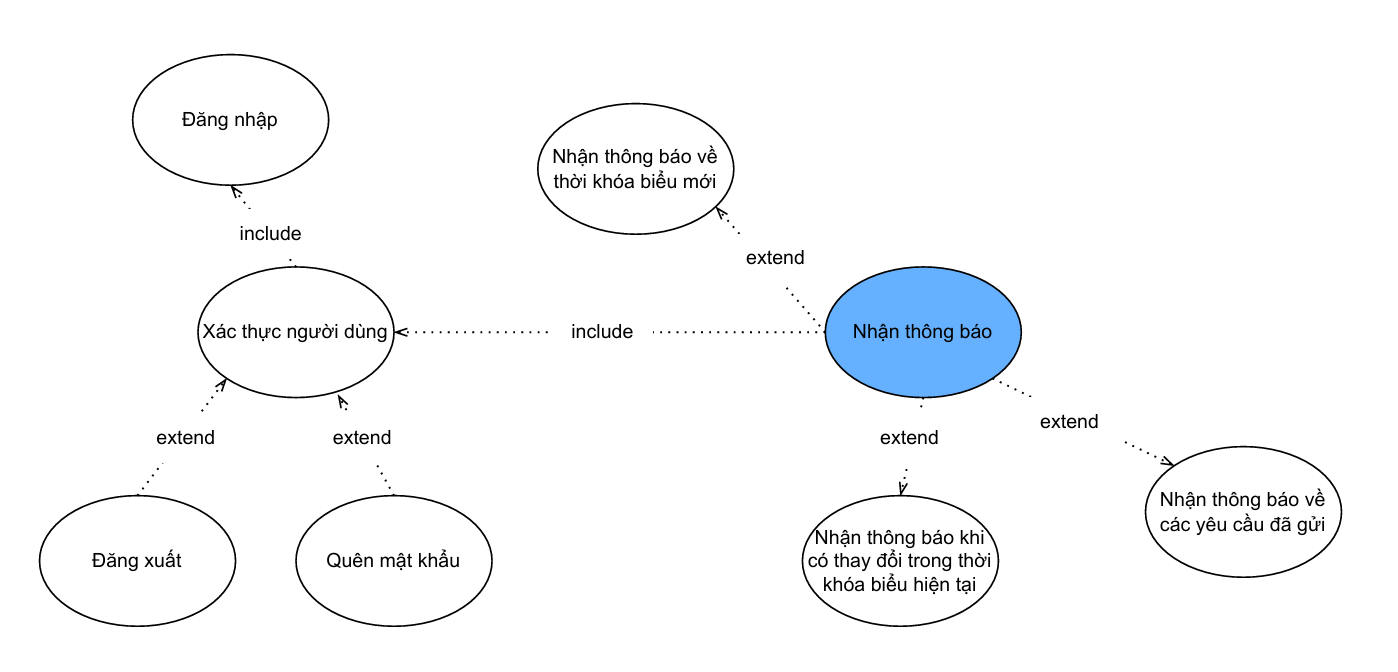 Đăng nhập
Nhận thông báo về
thời khóa biểu mới
include
extend
Xác thực người dùng
include
Nhận thông báo
extend
extend
extend
extend
Nhận thông báo về
các yêu cầu đã gửi
Đăng xuất
Quên mật khẩu
Nhận thông báo khi
có thay đổi trong thời
khóa biểu hiện tại